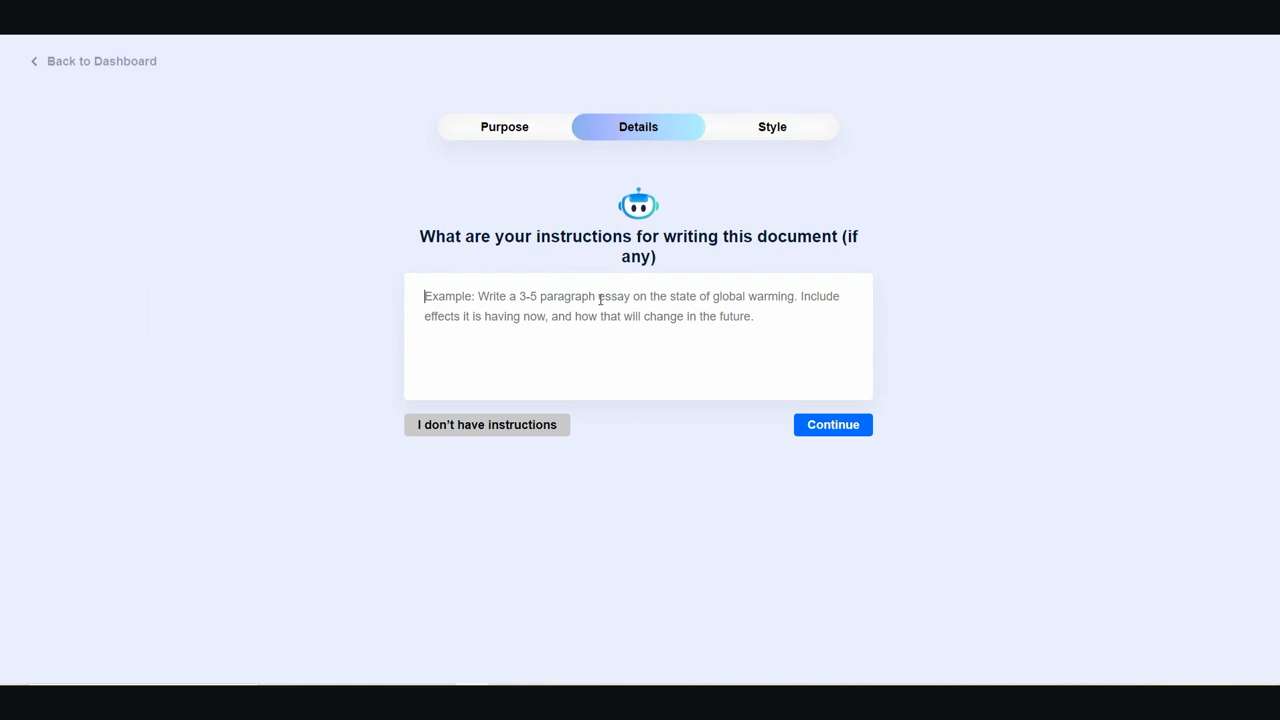 Back to Dashboard
Purpose Details Style
What are your instructions for writing this document (if
any)
Example: Write a 3-5 paragraph essay on the state of global warming. Include
effects it is having now, and how that will change in the future.
I don't have instructions Continue